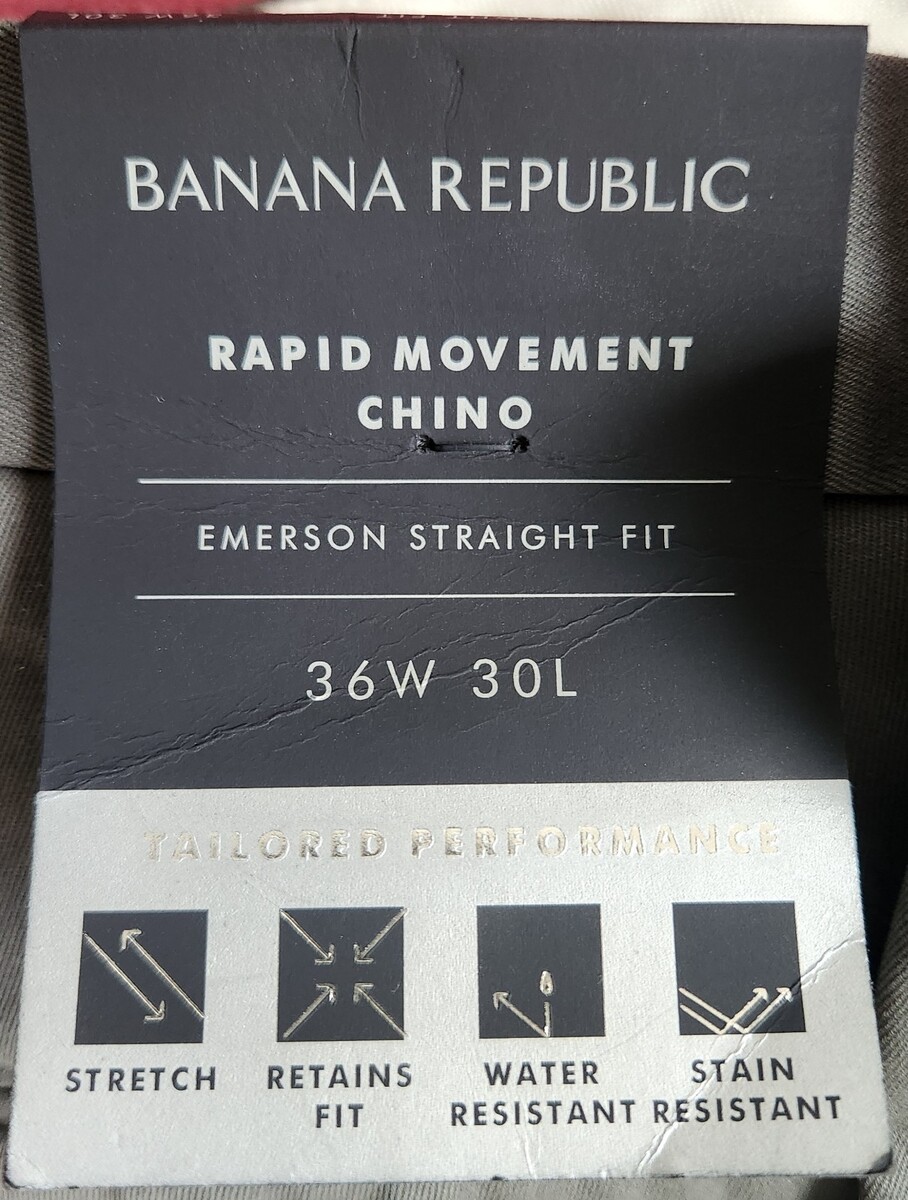 BANANA REPUBLIC
RAPID MOVEMENT
CHINO
EMERSON STRAIGHT FIT
36W 30L
TAILORED PERFORMANCE
STRETCH
RETAINS
FIT
WATER
RESISTANT
STAIN
RESISTANT